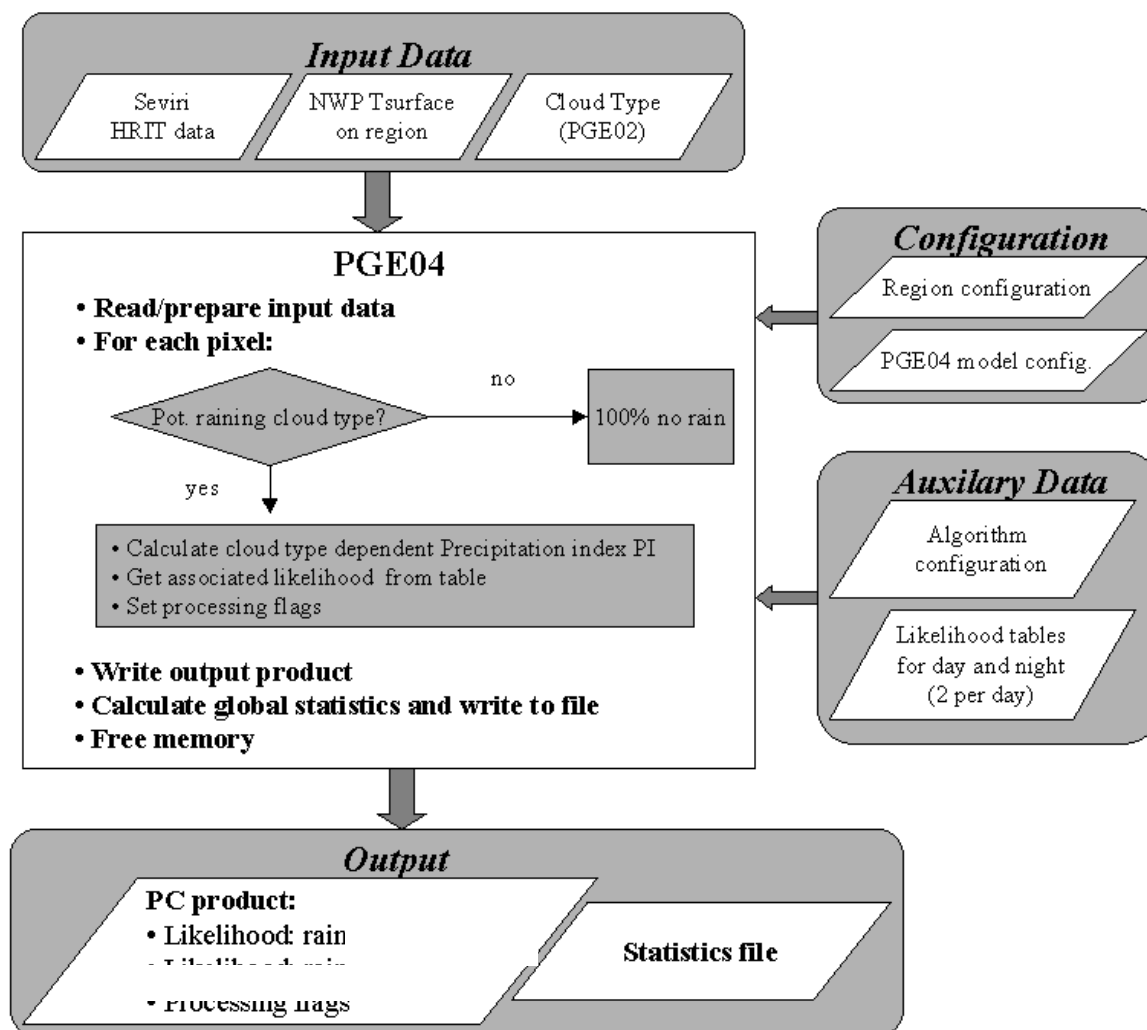 Input Data
Seviri
HRIT data
NWP Tsurface
on region
Cloud Type
(PGE02)
PGE04
• Read/prepare input data
• For each pixel:
Pot. raining cloud type?
no
100% no rain
yes
• Calculate cloud type dependent Precipitation index PI
• Get associated likelihood from table
• Set processing flags
• Write output product
• Calculate global statistics and write to file
• Free memory
Configuration
Region configuration
PGE04 model config.
Auxilary Data
Algorithm
configuration
Likelihood tables
for day and night
(2 per day)
Output
PC product:
• Likelihood: rain
• Likelihood: rain
• Processing flags
Statistics file